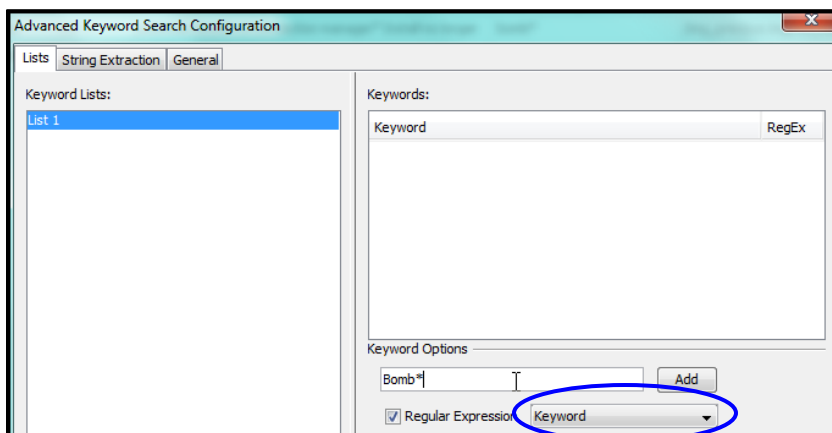 Advanced Keyword Search Configuration
Lists String Extraction General
Keyword Lists:
List 1
Keywords:
Keyword RegEx
Keyword Options
Bomb*
Add
Regular Expression Keyword